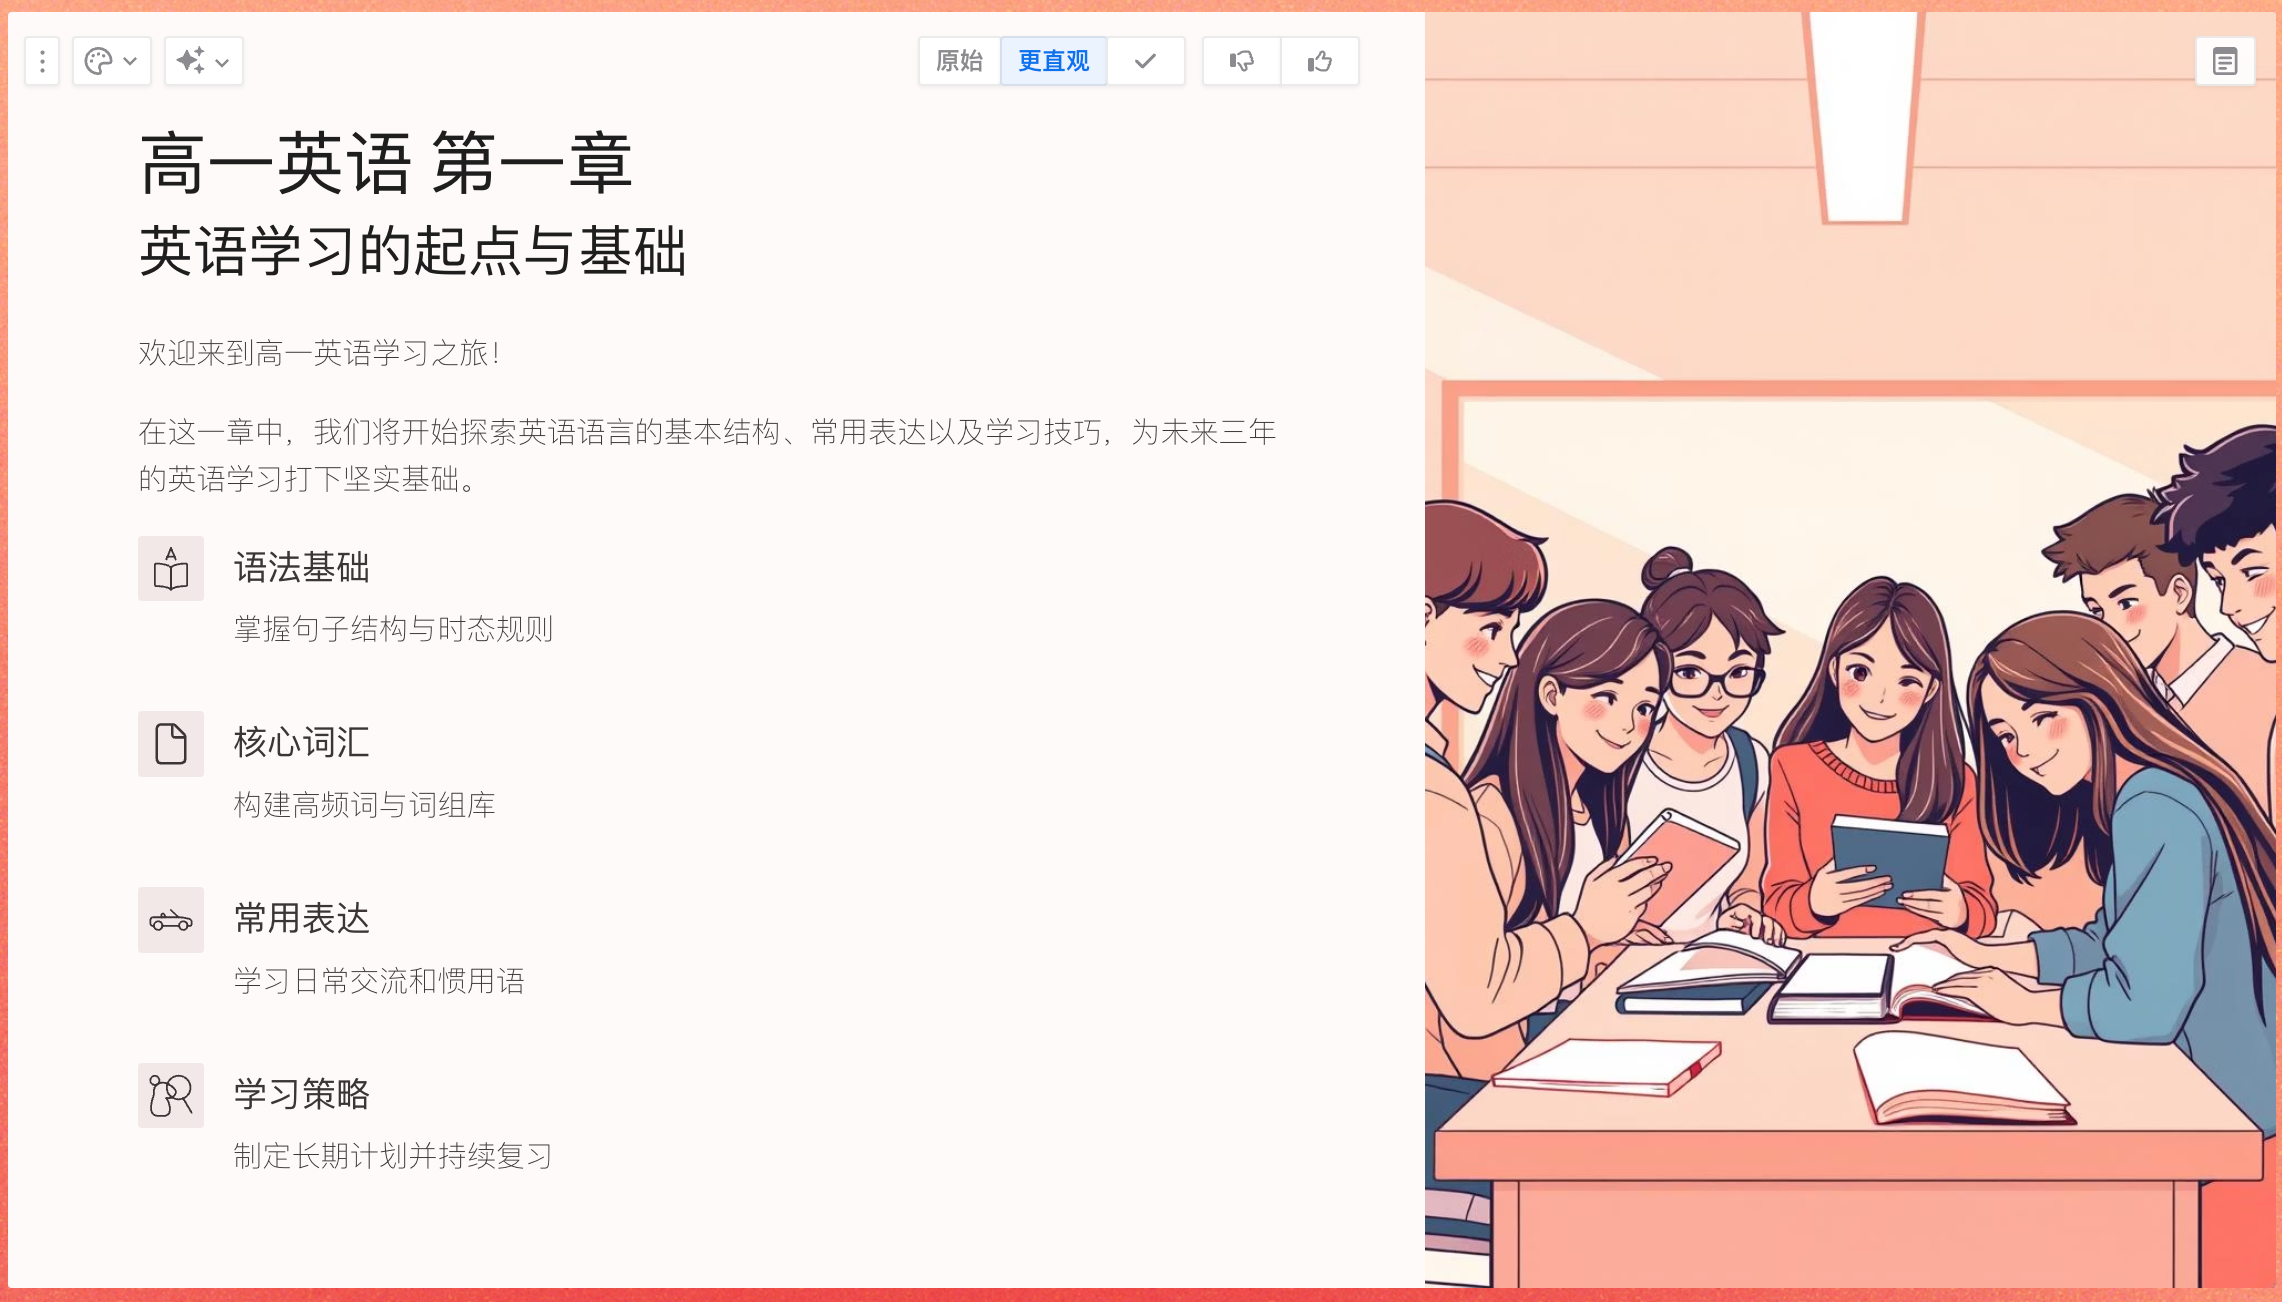 原始
更直观
高一英语 第一章
英语学习的起点与基础
欢迎来到高一英语学习之旅！
在这一章中，我们将开始探索英语语言的基本结构、常用表达以及学习技巧，为未来三年
的英语学习打下坚实基础。
A
语法基础
掌握句子结构与时态规则
核心词汇
构建高频词与词组库
常用表达
学习日常交流和惯用语
学习策略
制定长期计划并持续复习